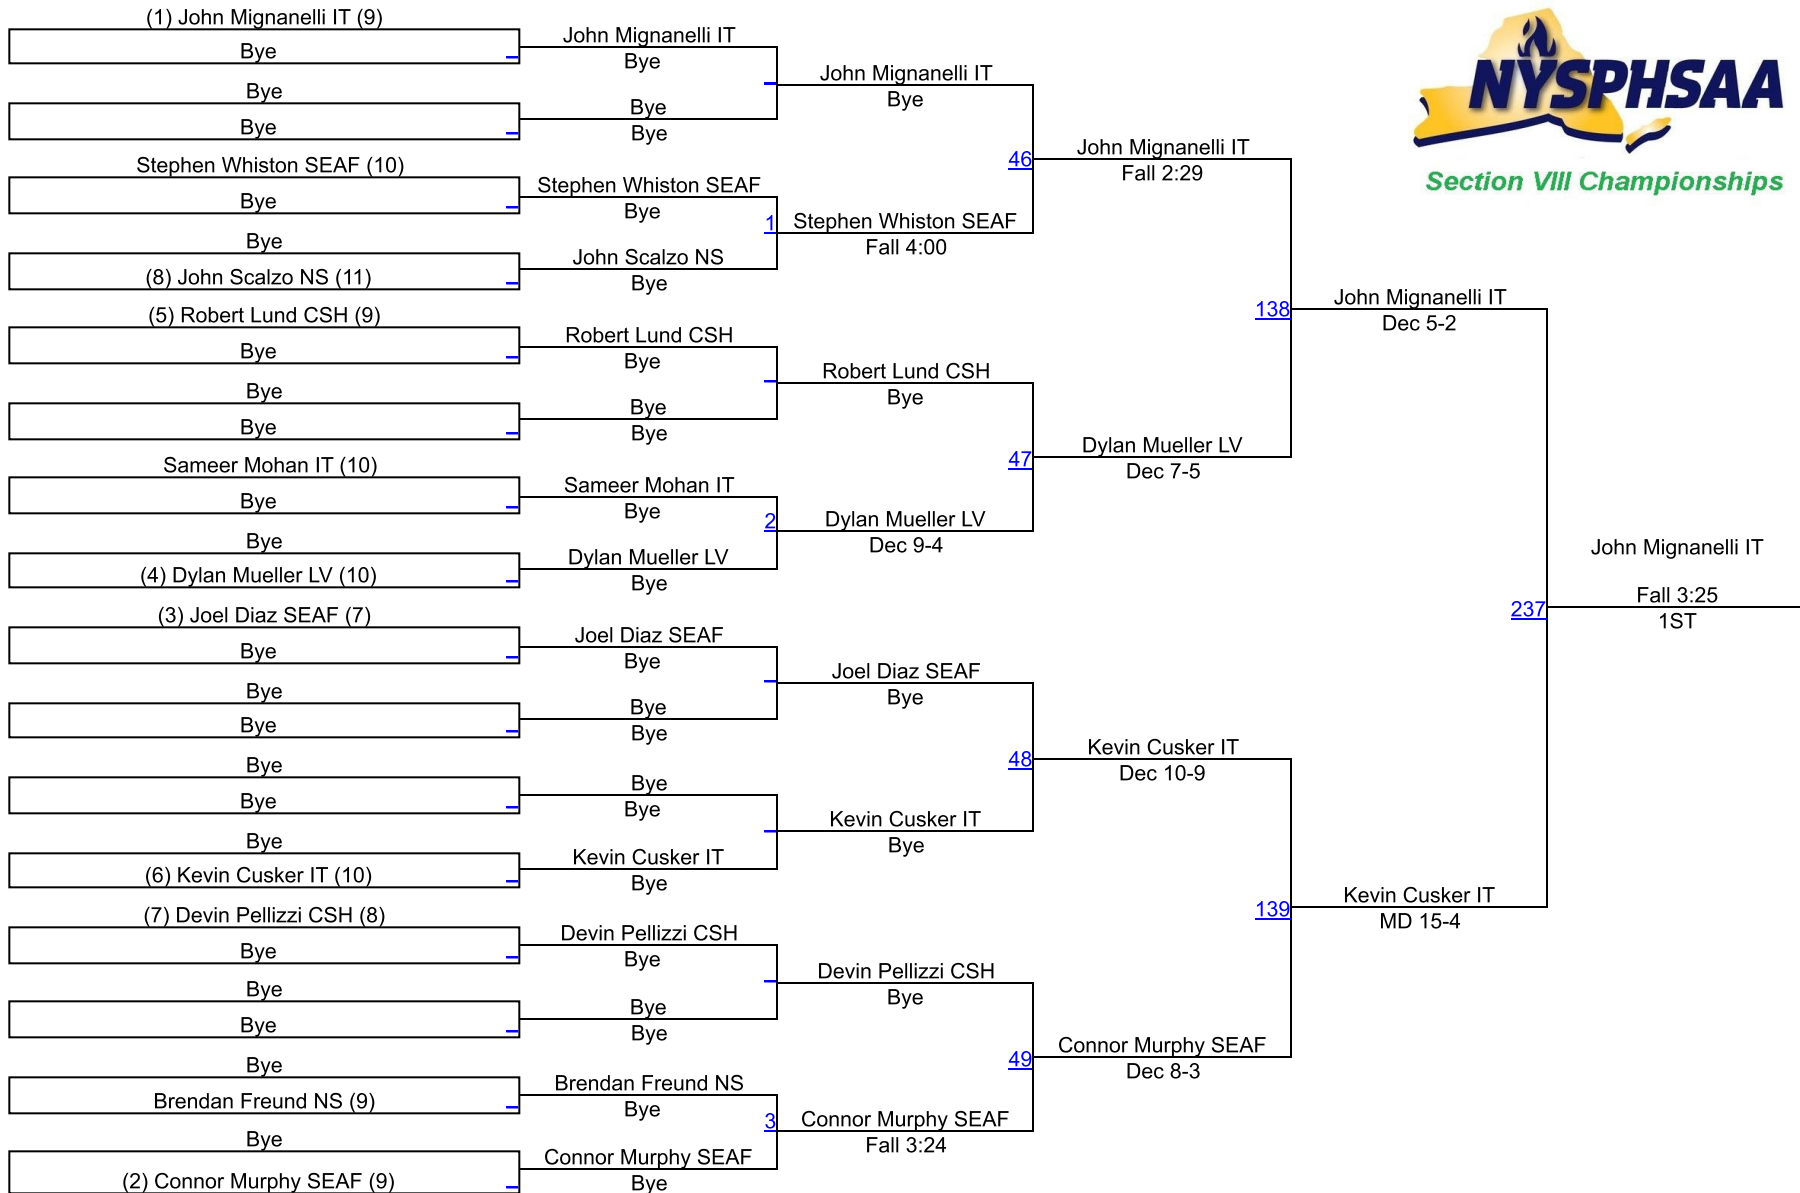 (1) John Mignanelli IT (9)
Bye
Bye
Bye
Stephen Whiston SEAF (10)
Bye
Bye
(8) John Scalzo NS (11)
(5) Robert Lund CSH (9)
Bye
Bye
Bye
Sameer Mohan IT (10)
Bye
Bye
(4) Dylan Mueller LV (10)
(3) Joel Diaz SEAF (7)
Bye
Bye
Bye
Bye
Bye
Bye
(6) Kevin Cusker IT (10)
(7) Devin Pellizzi CSH (8)
Bye
Bye
Bye
Bye
Brendan Freund NS (9)
Bye
(2) Connor Murphy SEAF (9)
John Mignanelli IT
Bye
Bye
Bye
Stephen Whiston SEAF
Bye
1
John Scalzo NS
Bye
Robert Lund CSH
Bye
Bye
Bye
Sameer Mohan IT
Bye
2
Dylan Mueller LV
Bye
Joel Diaz SEAF
Bye
Bye
Bye
Bye
Bye
Kevin Cusker IT
Bye
Devin Pellizzi CSH
Bye
Bye
Bye
Brendan Freund NS
Bye
3
Connor Murphy SEAF
Bye
John Mignanelli IT
Bye
46
Stephen Whiston SEAF
Fall 4:00
Robert Lund CSH
Bye
47
Dylan Mueller LV
Dec 9-4
Joel Diaz SEAF
Bye
48
Kevin Cusker IT
Bye
Devin Pellizzi CSH
Bye
49
Connor Murphy SEAF
Fall 3:24
John Mignanelli IT
Fall 2:29
138
Dylan Mueller LV
Dec 7-5
Kevin Cusker IT
Dec 10-9
139
Connor Murphy SEAF
Dec 8-3
John Mignanelli IT
Dec 5-2
237
Kevin Cusker IT
MD 15-4
John Mignanelli IT
Fall 3:25
1ST
NYSPHSAA
Section VIII Championships